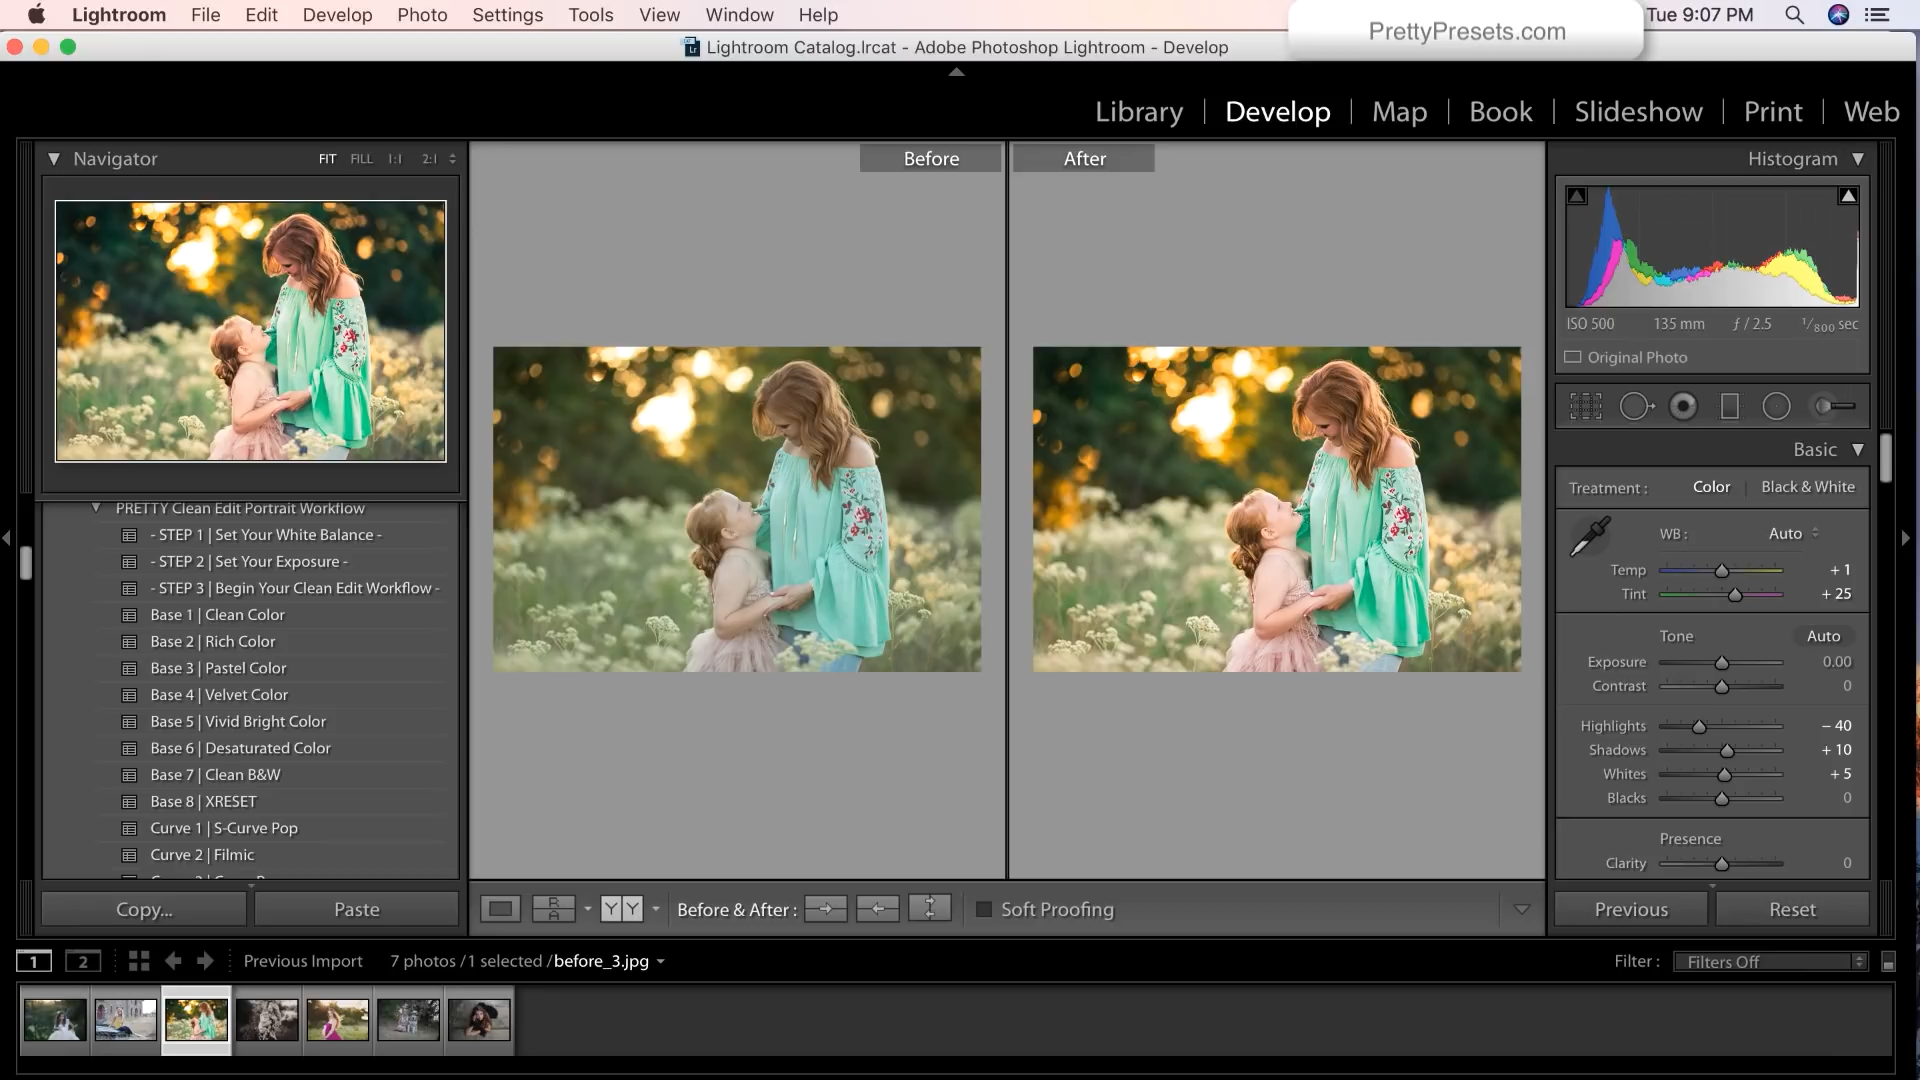 Lightroom File Edit Develop Photo Settings Tools View Window Help
Tue 9:07 PM
PrettyPresets.com
Lightroom Catalog.lrcat - Adobe Photoshop Lightroom - Develop
Library | Develop | Map | Book | Slideshow | Print | Web
Navigator FIT FILL 1:1 2:1
Before
After
Histogram
ISO 500 135 mm ƒ / 2.5 1/800 sec
Original Photo
Basic
Treatment : Color Black & White
WB : Auto
Temp + 1
Tint + 25
Tone Auto
Exposure 0.00
Contrast 0
Highlights – 40
Shadows + 10
Whites + 5
Blacks 0
Presence
Clarity 0
Previous Reset
PRETTY Clean Edit Portrait Workflow
- STEP 1 | Set Your White Balance -
- STEP 2 | Set Your Exposure -
- STEP 3 | Begin Your Clean Edit Workflow -
Base 1 | Clean Color
Base 2 | Rich Color
Base 3 | Pastel Color
Base 4 | Velvet Color
Base 5 | Vivid Bright Color
Base 6 | Desaturated Color
Base 7 | Clean B&W
Base 8 | XRESET
Curve 1 | S-Curve Pop
Curve 2 | Filmic
Copy... Paste
R A
Y Y
Before & After :
Soft Proofing
1 2 Previous Import 7 photos / 1 selected / before_3.jpg
Filter : Filters Off